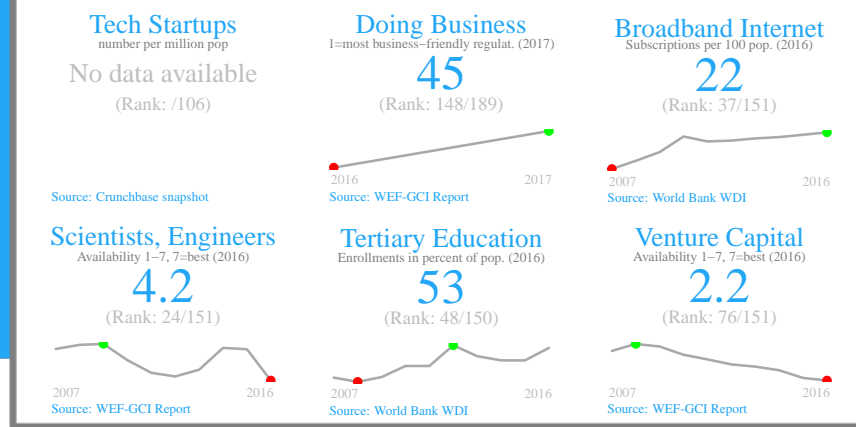 Tech Startups
number per million pop
No data available
(Rank: /106)
Source: Crunchbase snapshot
Doing Business
1=most business−friendly regulat. (2017)
45
(Rank: 148/189)
2016 2017
Source: WEF-GCI Report
Broadband Internet
Subscriptions per 100 pop. (2016)
22
(Rank: 37/151)
2007 2016
Source: World Bank WDI
Scientists, Engineers
Availability 1−7, 7=best (2016)
4.2
(Rank: 24/151)
2007 2016
Source: WEF-GCI Report
Tertiary Education
Enrollments in percent of pop. (2016)
53
(Rank: 48/150)
2007 2016
Source: World Bank WDI
Venture Capital
Availability 1−7, 7=best (2016)
2.2
(Rank: 76/151)
2007 2016
Source: WEF-GCI Report